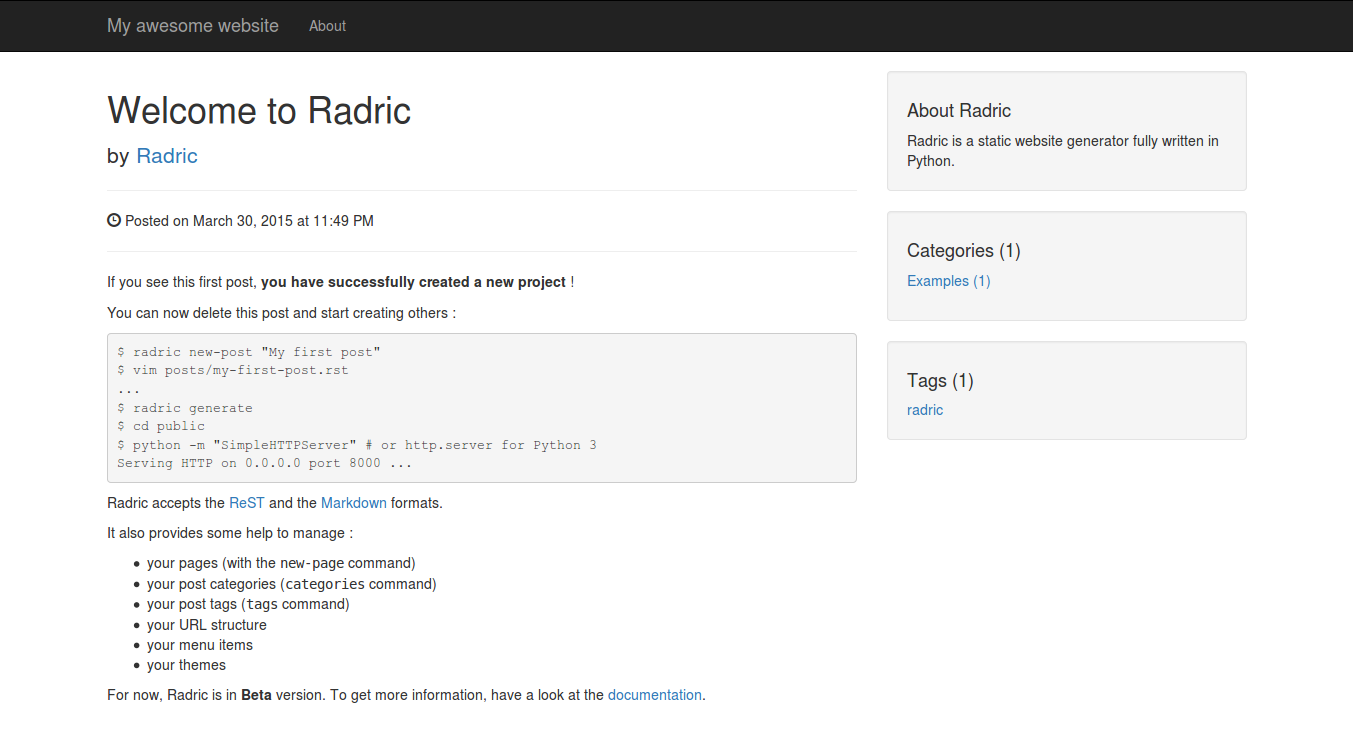 My awesome website About
Welcome to Radric
by Radric
Posted on March 30, 2015 at 11:49 PM
If you see this first post, you have successfully created a new project !
You can now delete this post and start creating others :
$ radric new-post "My first post"
$ vim posts/my-first-post.rst
...
$ radric generate
$ cd public
$ python -m "SimpleHTTPServer" # or http.server for Python 3
Serving HTTP on 0.0.0.0 port 8000 ...
Radric accepts the ReST and the Markdown formats.
It also provides some help to manage :
• your pages (with the new-page command)
• your post categories (categories command)
• your post tags (tags command)
• your URL structure
• your menu items
• your themes
For now, Radric is in Beta version. To get more information, have a look at the documentation.
About Radric
Radric is a static website generator fully written in
Python.
Categories (1)
Examples (1)
Tags (1)
radric